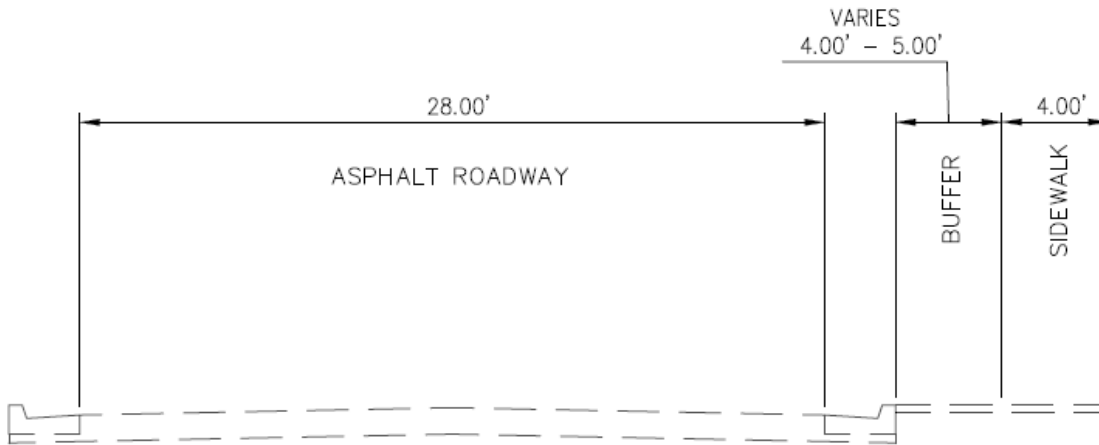 VARIES
4.00' - 5.00'
28.00'
4.00'
ASPHALT ROADWAY
BUFFER
SIDEWALK